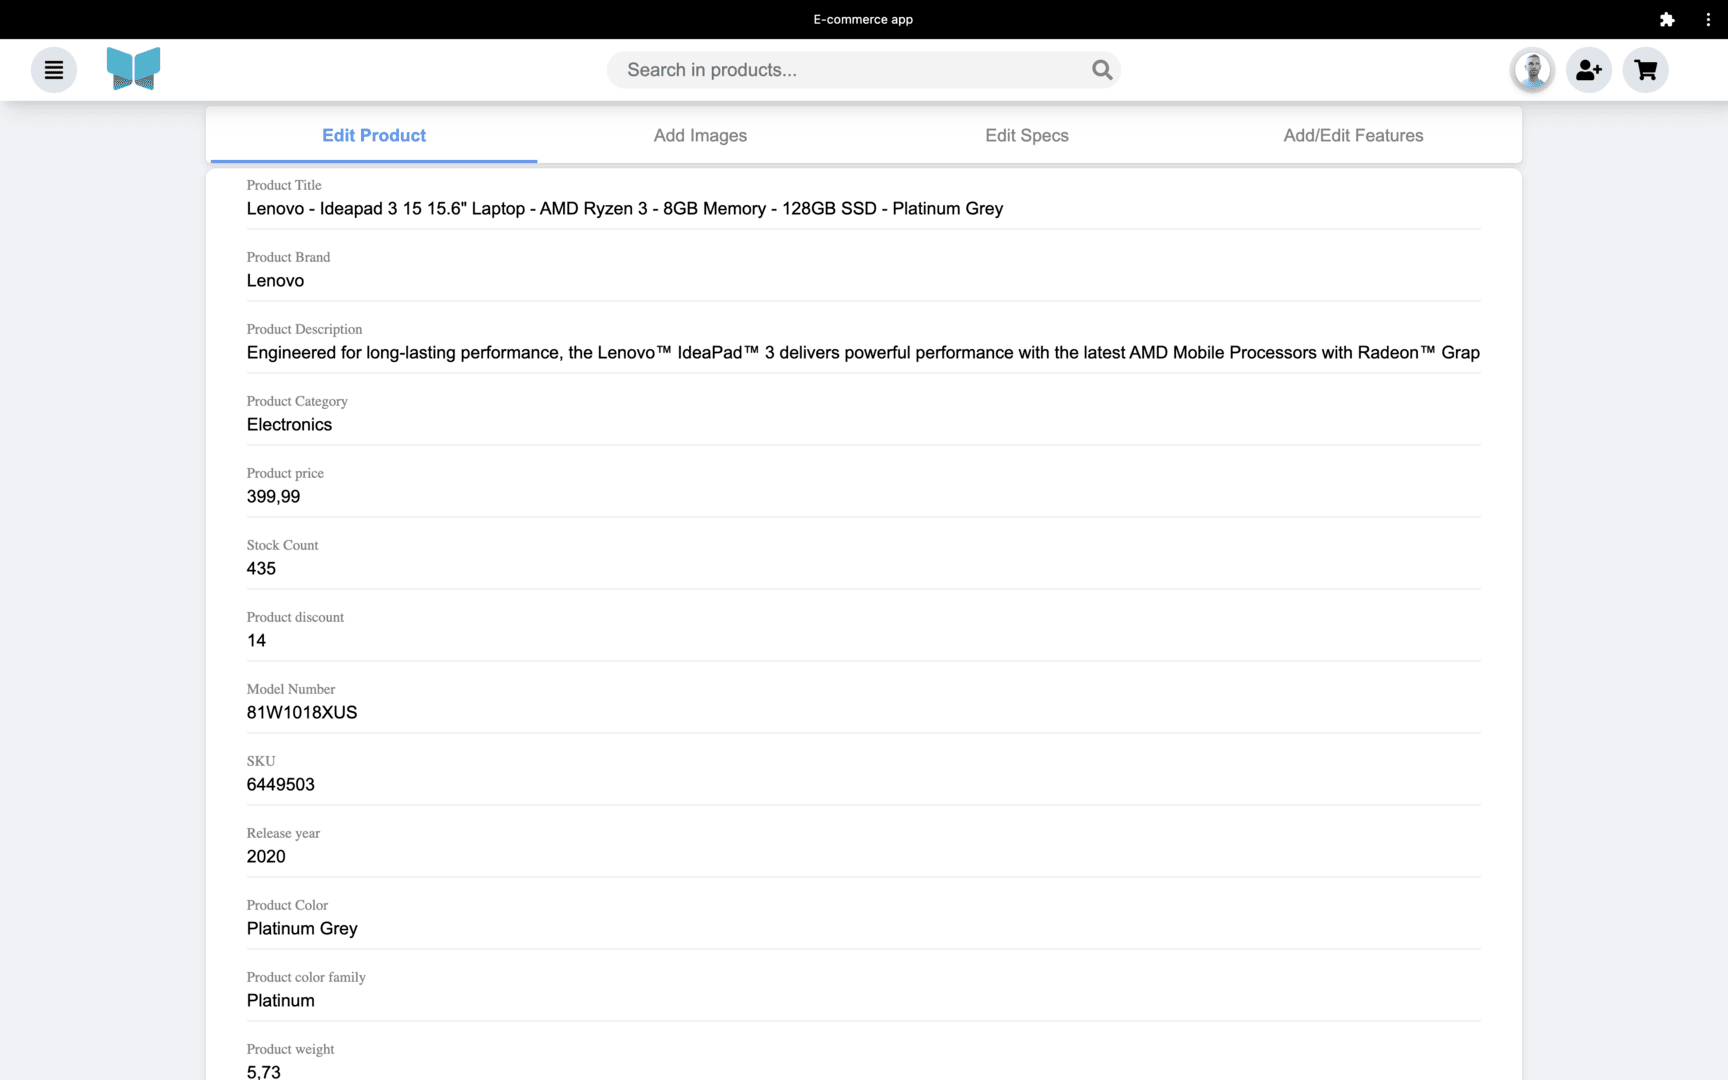 E-commerce app
Search in products...
Edit Product
Add Images
Edit Specs
Add/Edit Features
Product Title
Lenovo - Ideapad 3 15 15.6" Laptop - AMD Ryzen 3 - 8GB Memory - 128GB SSD - Platinum Grey
Product Brand
Lenovo
Product Description
Engineered for long-lasting performance, the Lenovo™ IdeaPad™ 3 delivers powerful performance with the latest AMD Mobile Processors with Radeon™ Grap
Product Category
Electronics
Product price
399,99
Stock Count
435
Product discount
14
Model Number
81W1018XUS
SKU
6449503
Release year
2020
Product Color
Platinum Grey
Product color family
Platinum
Product weight
5,73